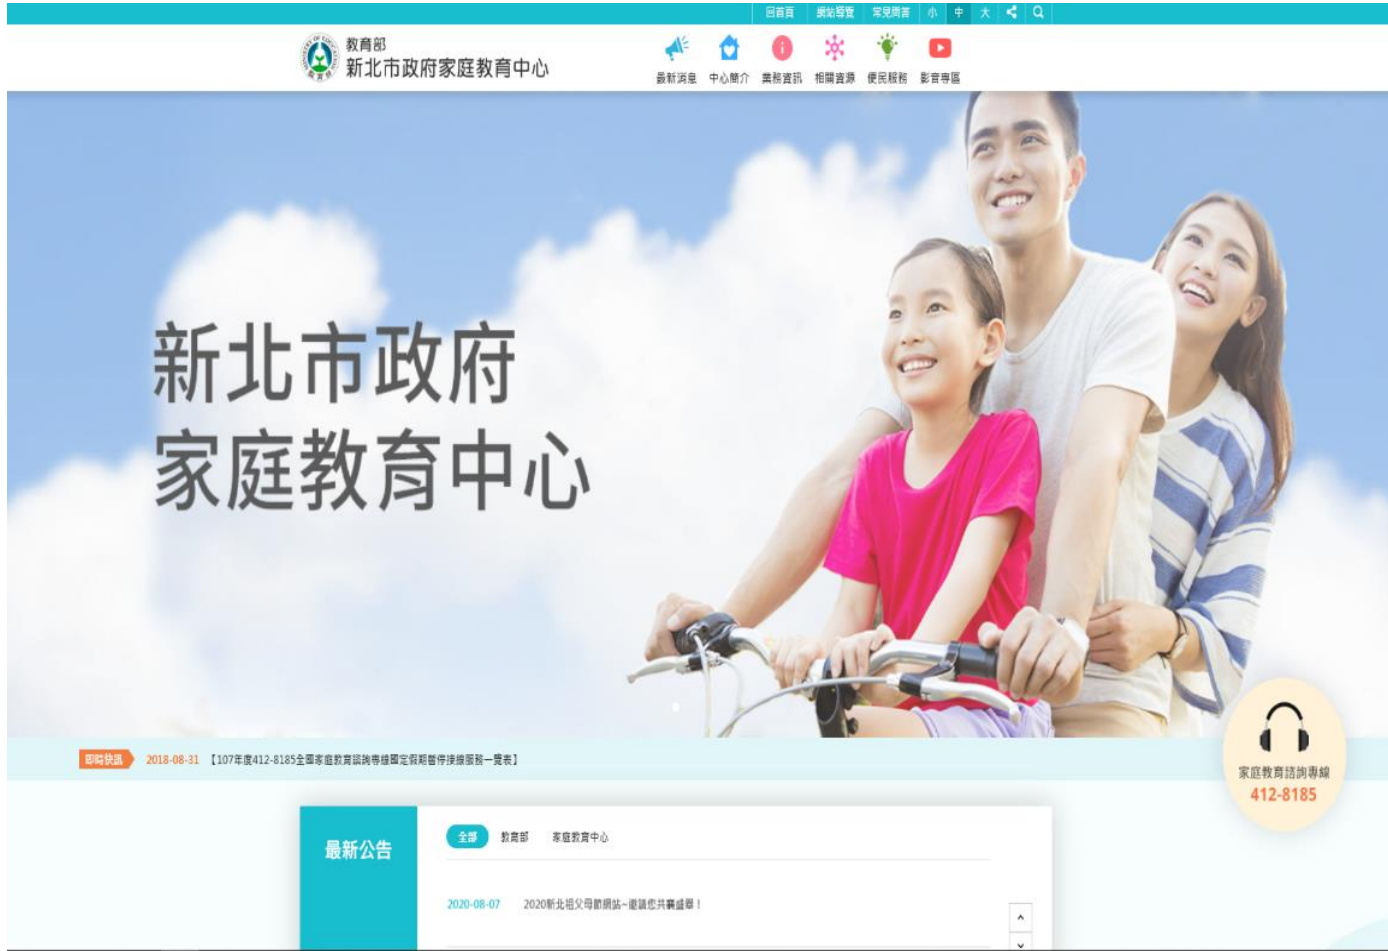 回首頁 網站導覽 常見問答 小 中 大
教育部
新北市政府家庭教育中心
最新消息 中心簡介 業務資訊 相關資源 便民服務 影音專區
新北市政府
家庭教育中心
即時快訊 2018-08-31 【107年度412-8185全國家庭教育諮詢專線國定假期暫停接線服務一覽表】
家庭教育諮詢專線
412-8185
最新公告
全部 教育部 家庭教育中心
2020-08-07 2020新北祖父母節網站~邀請您共襄盛舉！